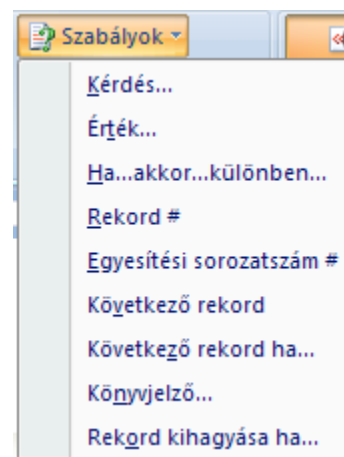 Szabályok
Kérdés...
Érték...
Ha...akkor...különben...
Rekord #
Egyesítési sorozatszám #
Következő rekord
Következő rekord ha...
Könyvjelző...
Rekord kihagyása ha...